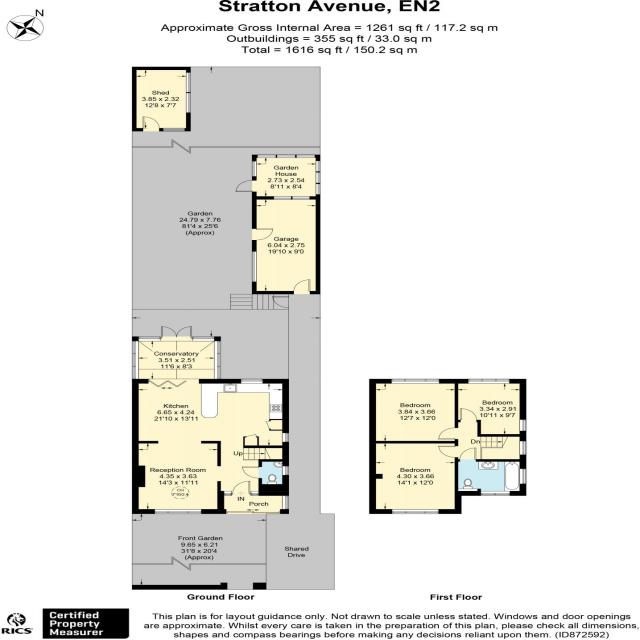 Stratton Avenue, EN2
N
Approximate Gross Internal Area = 1261 sq ft / 117.2 sq m
Outbuildings = 355 sq ft / 33.0 sq m
Total = 1616 sq ft / 150.2 sq m
Shed
3.85 x 2.32
12'8 x 7'7
Garden
House
2.73 x 2.54
8'11 x 8'4
Garden
24.79 x 7.76
81'4 x 25'6
(Approx)
Garage
6.04 x 2.75
19'10 x 9'0
Conservatory
3.51 x 2.51
11'6 x 8'3
Kitchen
6.65 x 4.24
21'10 x 13'11
Bedroom
3.84 x 3.66
12'7 x 12'0
Bedroom
3.34 x 2.91
10'11 x 9'7
Dn
Up
Reception Room
4.35 x 3.63
14'3 x 11'11
Bedroom
4.30 x 3.66
14'1 x 12'0
IN
Porch
Front Garden
9.65 x 6.21
31'8 x 20'4
(Approx)
Shared
Drive
Ground Floor
First Floor
RICS
Certified
Property
Measurer
This plan is for layout guidance only. Not drawn to scale unless stated. Windows and door openings
are approximate. Whilst every care is taken in the preparation of this plan, please check all dimensions,
shapes and compass bearings before making any decisions reliant upon them. (ID872592)